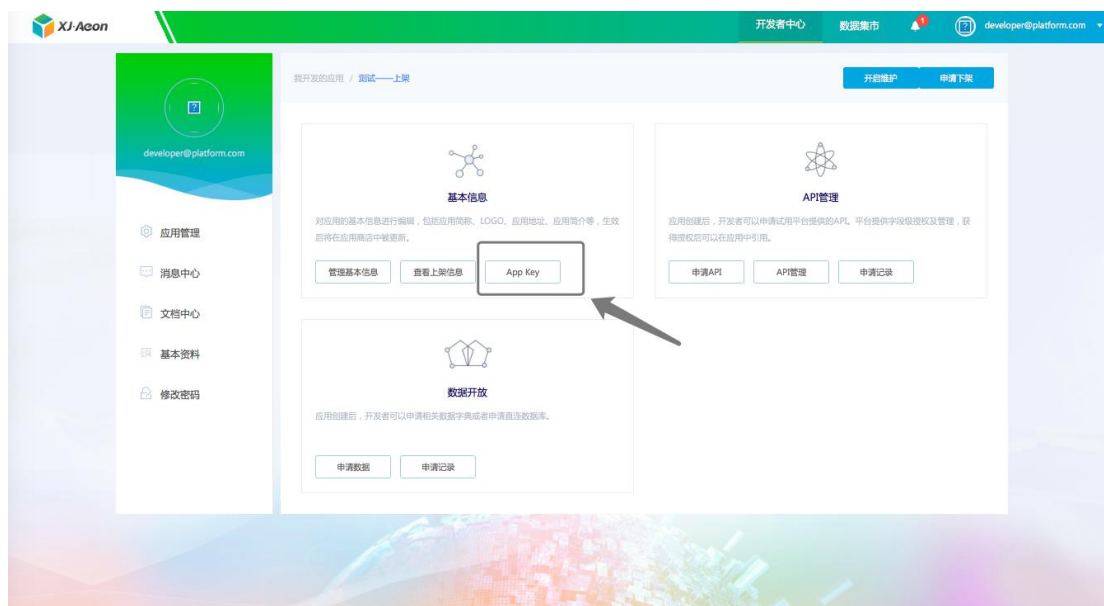 XJ·Aeon
开发者中心
数据集市
1
developer@platform.com
developer@platform.com
应用管理
消息中心
文档中心
基本资料
修改密码
我开发的应用 / 测试——上架
开启维护
申请下架
基本信息
对应用的基本信息进行编辑，包括应用简称、LOGO、应用地址、应用简介等，生效
后将在应用商店中被更新。
管理基本信息
查看上架信息
App Key
API管理
应用创建后，开发者可以申请试用平台提供的API。平台提供字段级授权及管理，获
得授权后可以在应用中引用。
申请API
API管理
申请记录
数据开放
应用创建后，开发者可以申请相关数据字典或者申请直连数据库。
申请数据
申请记录